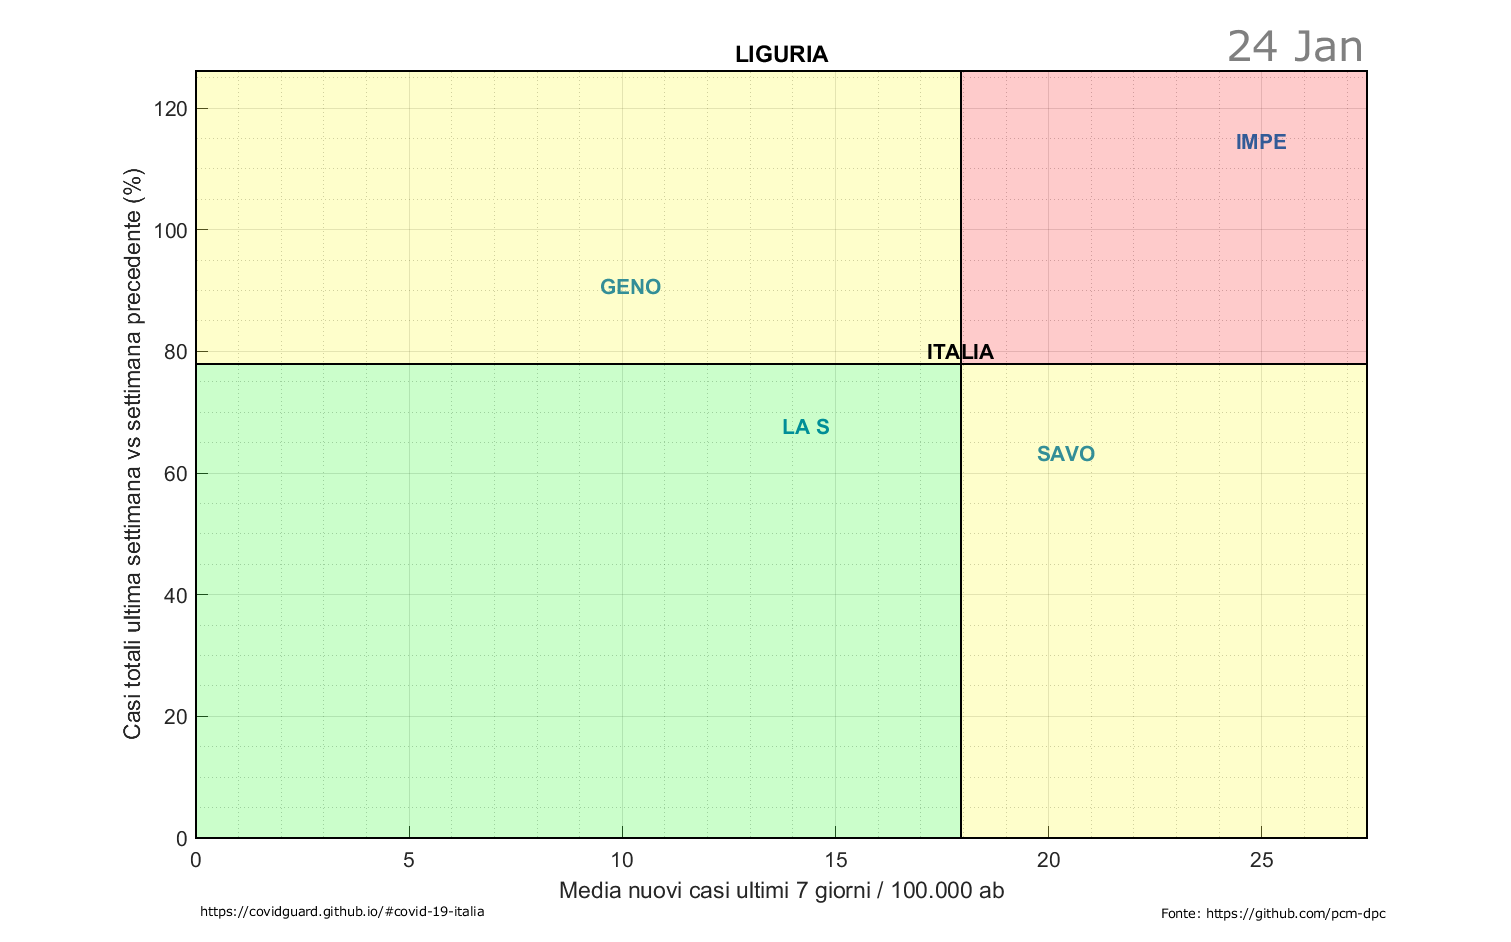 24 Jan
LIGURIA
Casi totali ultima settimana vs settimana precedente (%)
120
100
80
60
40
20
0
IMPE
GENO
ITALIA
LA S
SAVO
0 5 10 15 20 25
Media nuovi casi ultimi 7 giorni / 100.000 ab
https://covidguard.github.io/#covid-19-italia
Fonte: https://github.com/pcm-dpc